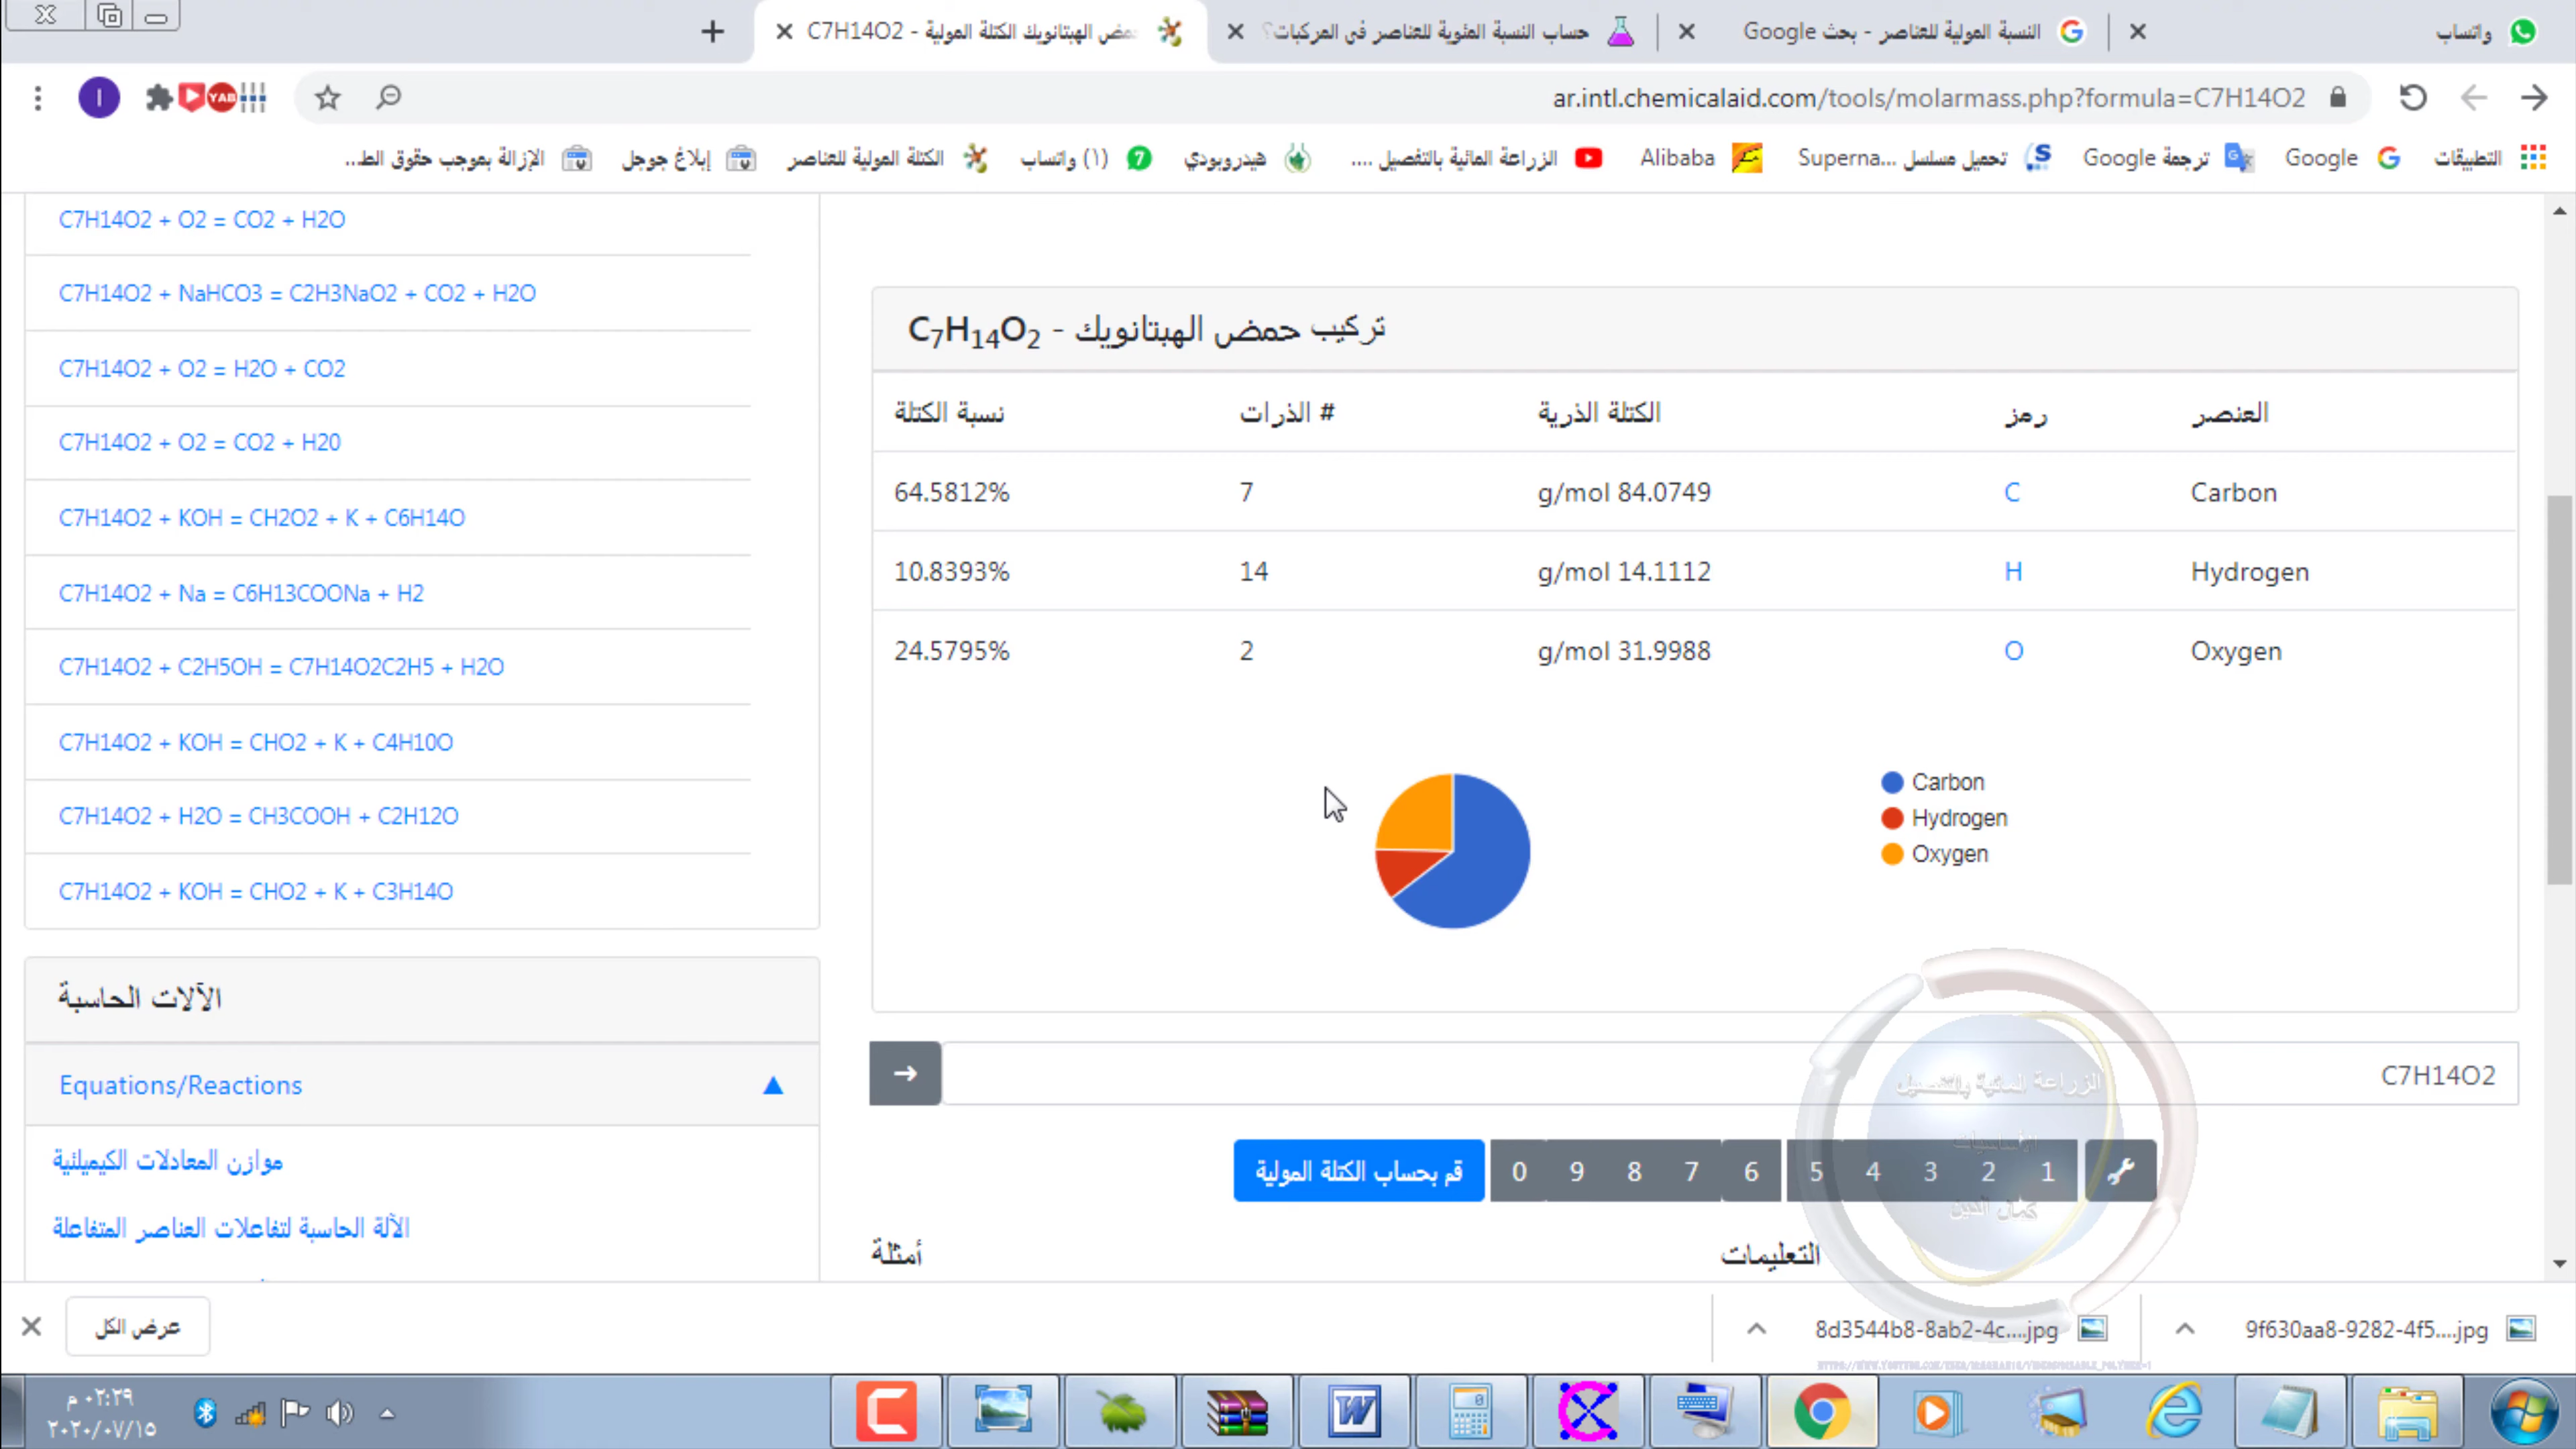 واتساب
النسبة المولية للعناصر - بحث Google
حساب النسبة المئوية للعناصر في المركبات؟
حمض الهبتانويك الكتلة المولية - C7H14O2
ar.intl.chemicalaid.com/tools/molarmass.php?formula=C7H14O2
YAB
I
التطبيقات
Google
ترجمة Google
تحميل مسلسل ...Superna
Alibaba
الزراعة المائية بالتفصيل ....
هيدروبودي
(١) واتساب
الكتلة المولية للعناصر
إبلاغ جوجل
الإزالة بموجب حقوق الط...
تركيب حمض الهبتانويك - C₇H₁₄O₂
العنصر رمز الكتلة الذرية # الذرات نسبة الكتلة
Carbon C g/mol 84.0749 7 64.5812%
Hydrogen H g/mol 14.1112 14 10.8393%
Oxygen O g/mol 31.9988 2 24.5795%
Carbon
Hydrogen
Oxygen
C7H14O2
1 2 3 4 5 6 7 8 9 0 قم بحساب الكتلة المولية
التعليمات
أمثلة
C7H14O2 + O2 = CO2 + H2O
C7H14O2 + NaHCO3 = C2H3NaO2 + CO2 + H2O
C7H14O2 + O2 = H2O + CO2
C7H14O2 + O2 = CO2 + H20
C7H14O2 + KOH = CH2O2 + K + C6H14O
C7H14O2 + Na = C6H13COONa + H2
C7H14O2 + C2H5OH = C7H14O2C2H5 + H2O
C7H14O2 + KOH = CHO2 + K + C4H10O
C7H14O2 + H2O = CH3COOH + C2H12O
C7H14O2 + KOH = CHO2 + K + C3H14O
الآلات الحاسبة
Equations/Reactions
موازن المعادلات الكيميائية
الآلة الحاسبة لتفاعلات العناصر المتفاعلة
الزراعة المائية والتفصيل
الأساسيات
كمال الدين
9f630aa8-9282-4f5....jpg
8d3544b8-8ab2-4c....jpg
عرض الكل
٠٢:٢٩ م
٢٠٢٠/٠٧/١٥